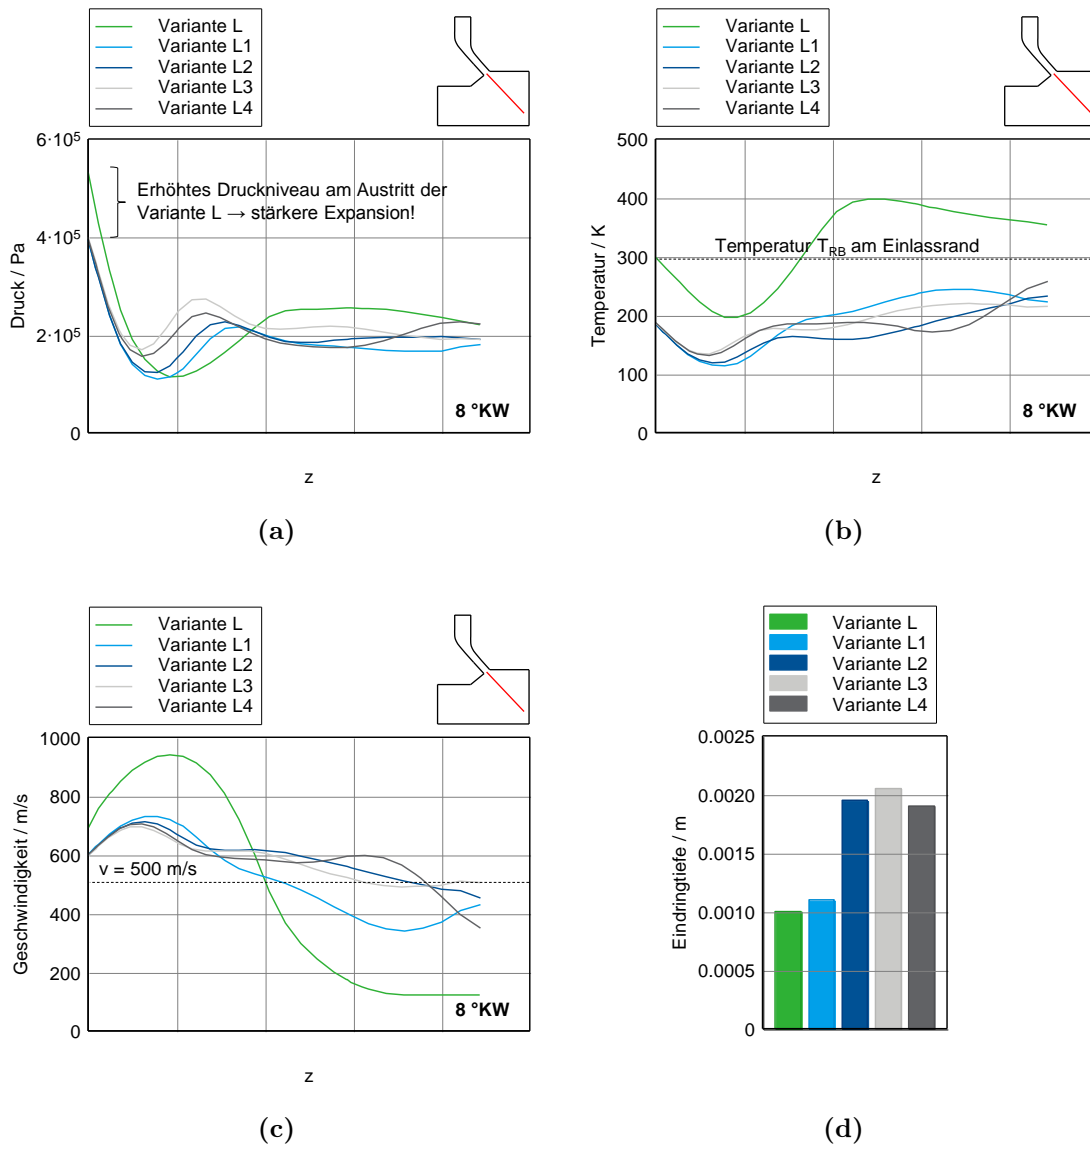 Variante L
Variante L1
Variante L2
Variante L3
Variante L4
6·10⁵
4·10⁵
2·10⁵
0
Druck / Pa
Erhöhtes Druckniveau am Austritt der
Variante L → stärkere Expansion!
8 °KW
z
(a)
Variante L
Variante L1
Variante L2
Variante L3
Variante L4
500
400
300
200
100
0
Temperatur / K
Temperatur T_RB am Einlassrand
8 °KW
z
(b)
Variante L
Variante L1
Variante L2
Variante L3
Variante L4
1000
800
600
400
200
0
Geschwindigkeit / m/s
v = 500 m/s
8 °KW
z
(c)
Variante L
Variante L1
Variante L2
Variante L3
Variante L4
0.0025
0.0020
0.0015
0.0010
0.0005
0
Eindringtiefe / m
(d)